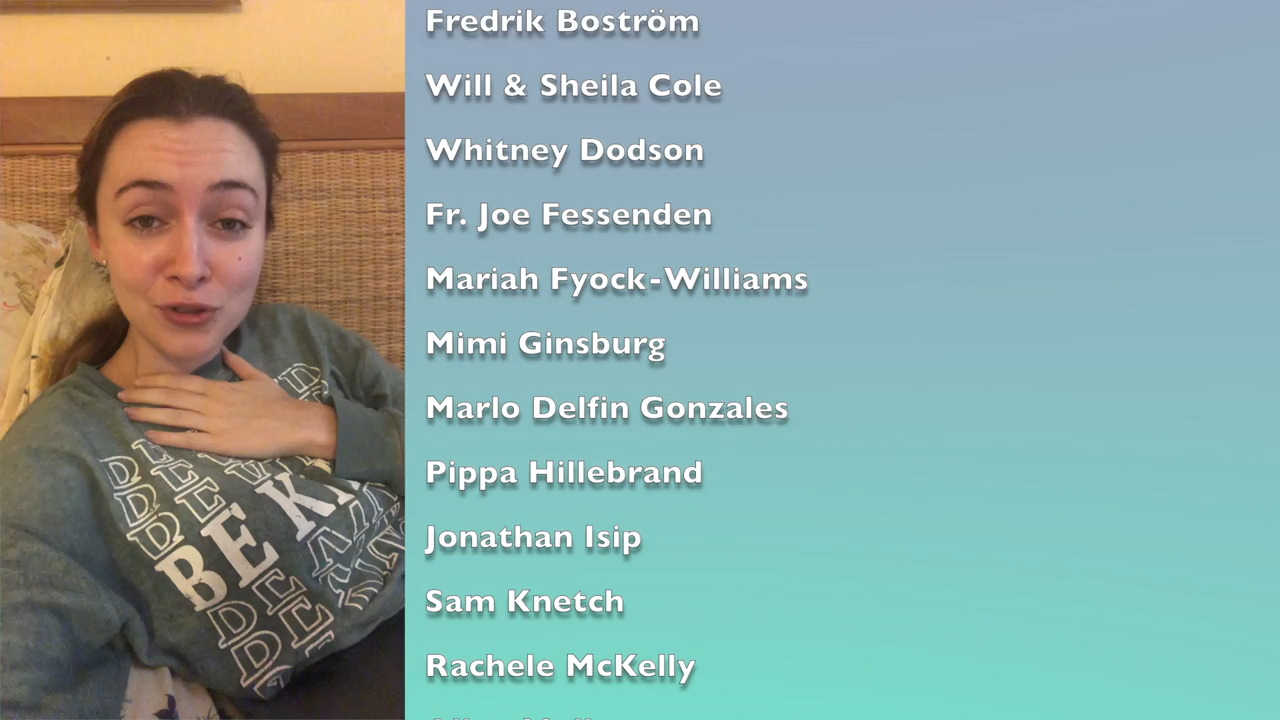 Fredrik Boström
Will & Sheila Cole
Whitney Dodson
Fr. Joe Fessenden
Mariah Fyock-Williams
Mimi Ginsburg
Marlo Delfin Gonzales
Pippa Hillebrand
Jonathan Isip
Sam Knetch
Rachele McKelly
BE